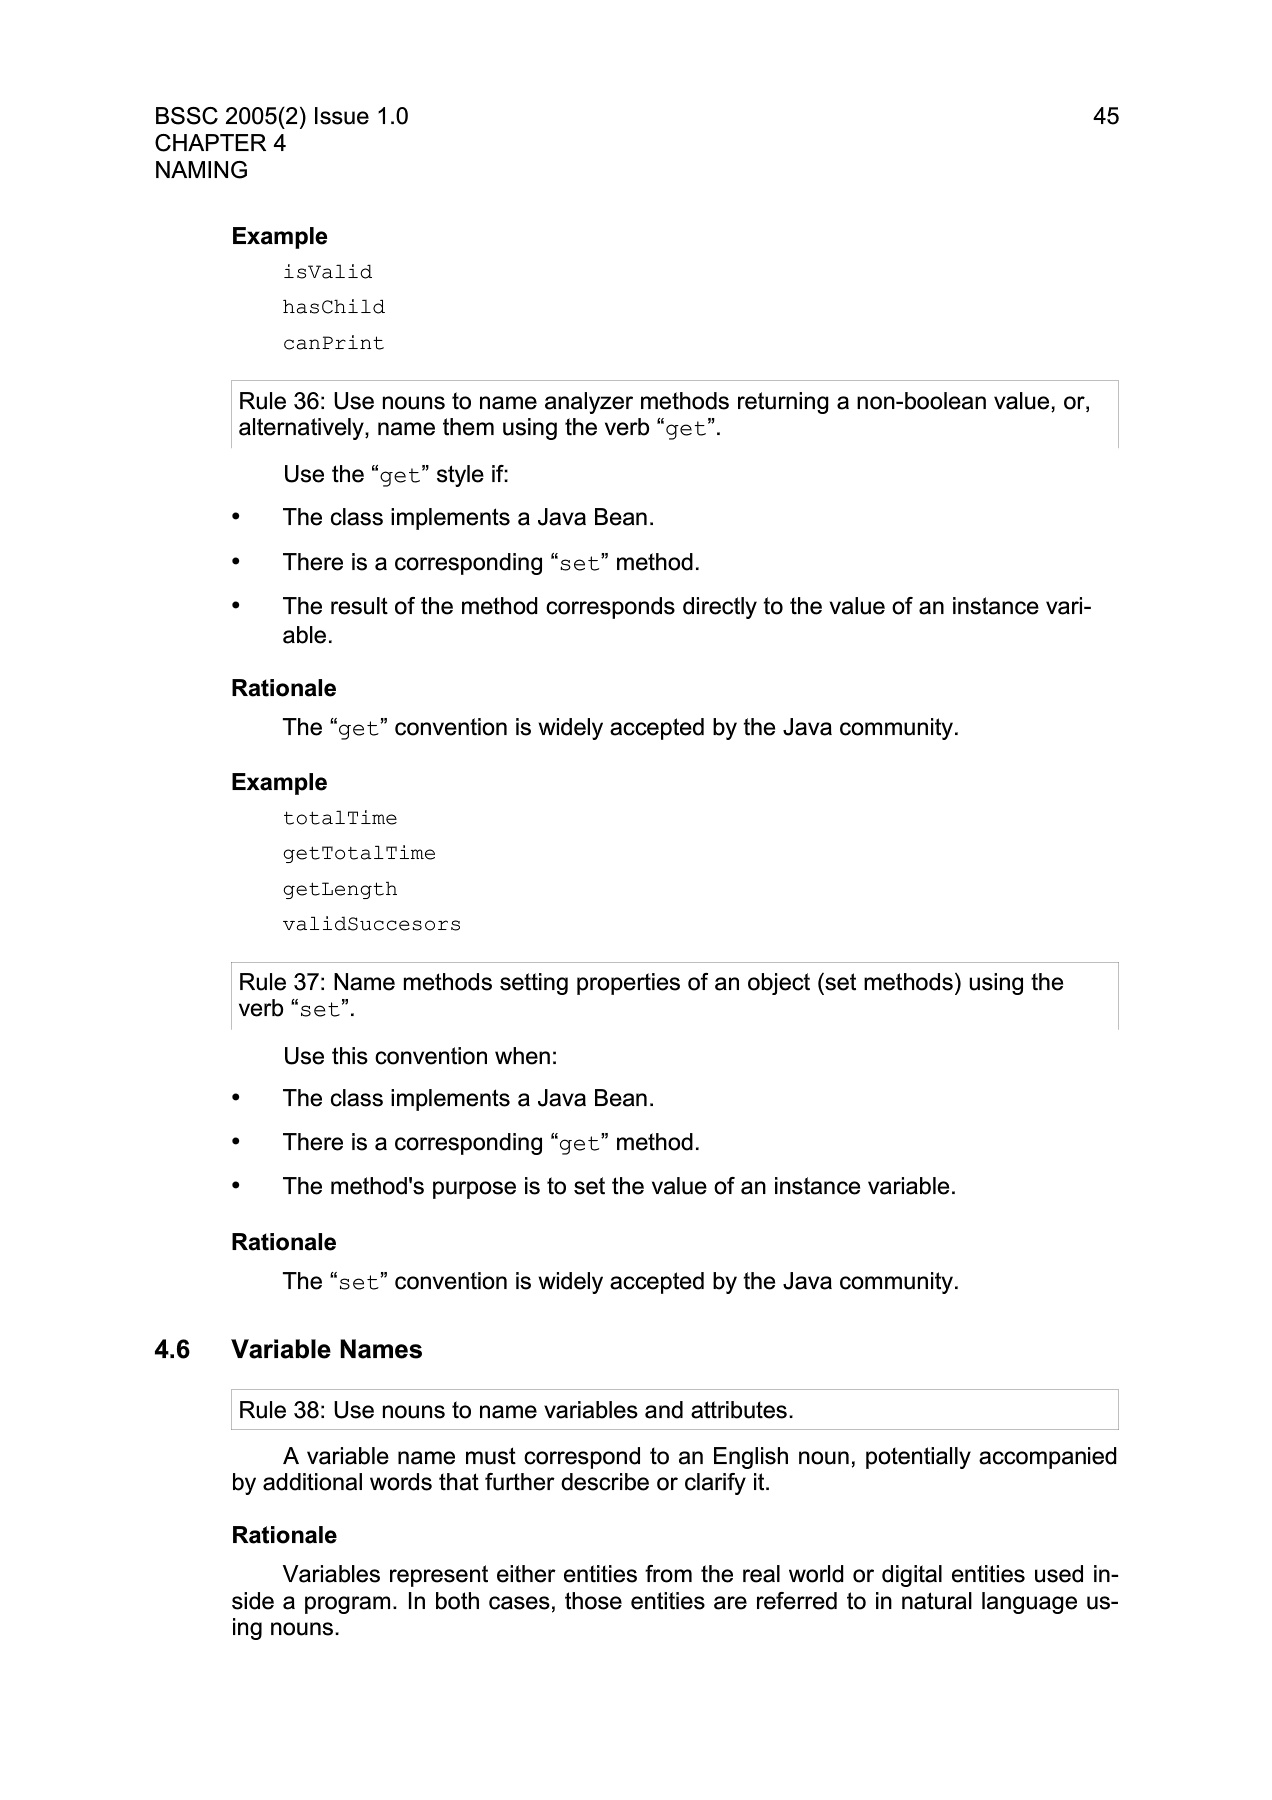 BSSC 2005(2) Issue 1.0 45
CHAPTER 4
NAMING
Example
isValid
hasChild
canPrint
Rule 36: Use nouns to name analyzer methods returning a non-boolean value, or,
alternatively, name them using the verb “get”.
Use the “get” style if:
• The class implements a Java Bean.
• There is a corresponding “set” method.
• The result of the method corresponds directly to the value of an instance vari-
able.
Rationale
The “get” convention is widely accepted by the Java community.
Example
totalTime
getTotalTime
getLength
validSuccesors
Rule 37: Name methods setting properties of an object (set methods) using the
verb “set”.
Use this convention when:
• The class implements a Java Bean.
• There is a corresponding “get” method.
• The method's purpose is to set the value of an instance variable.
Rationale
The “set” convention is widely accepted by the Java community.
4.6 Variable Names
Rule 38: Use nouns to name variables and attributes.
A variable name must correspond to an English noun, potentially accompanied
by additional words that further describe or clarify it.
Rationale
Variables represent either entities from the real world or digital entities used in-
side a program. In both cases, those entities are referred to in natural language us-
ing nouns.